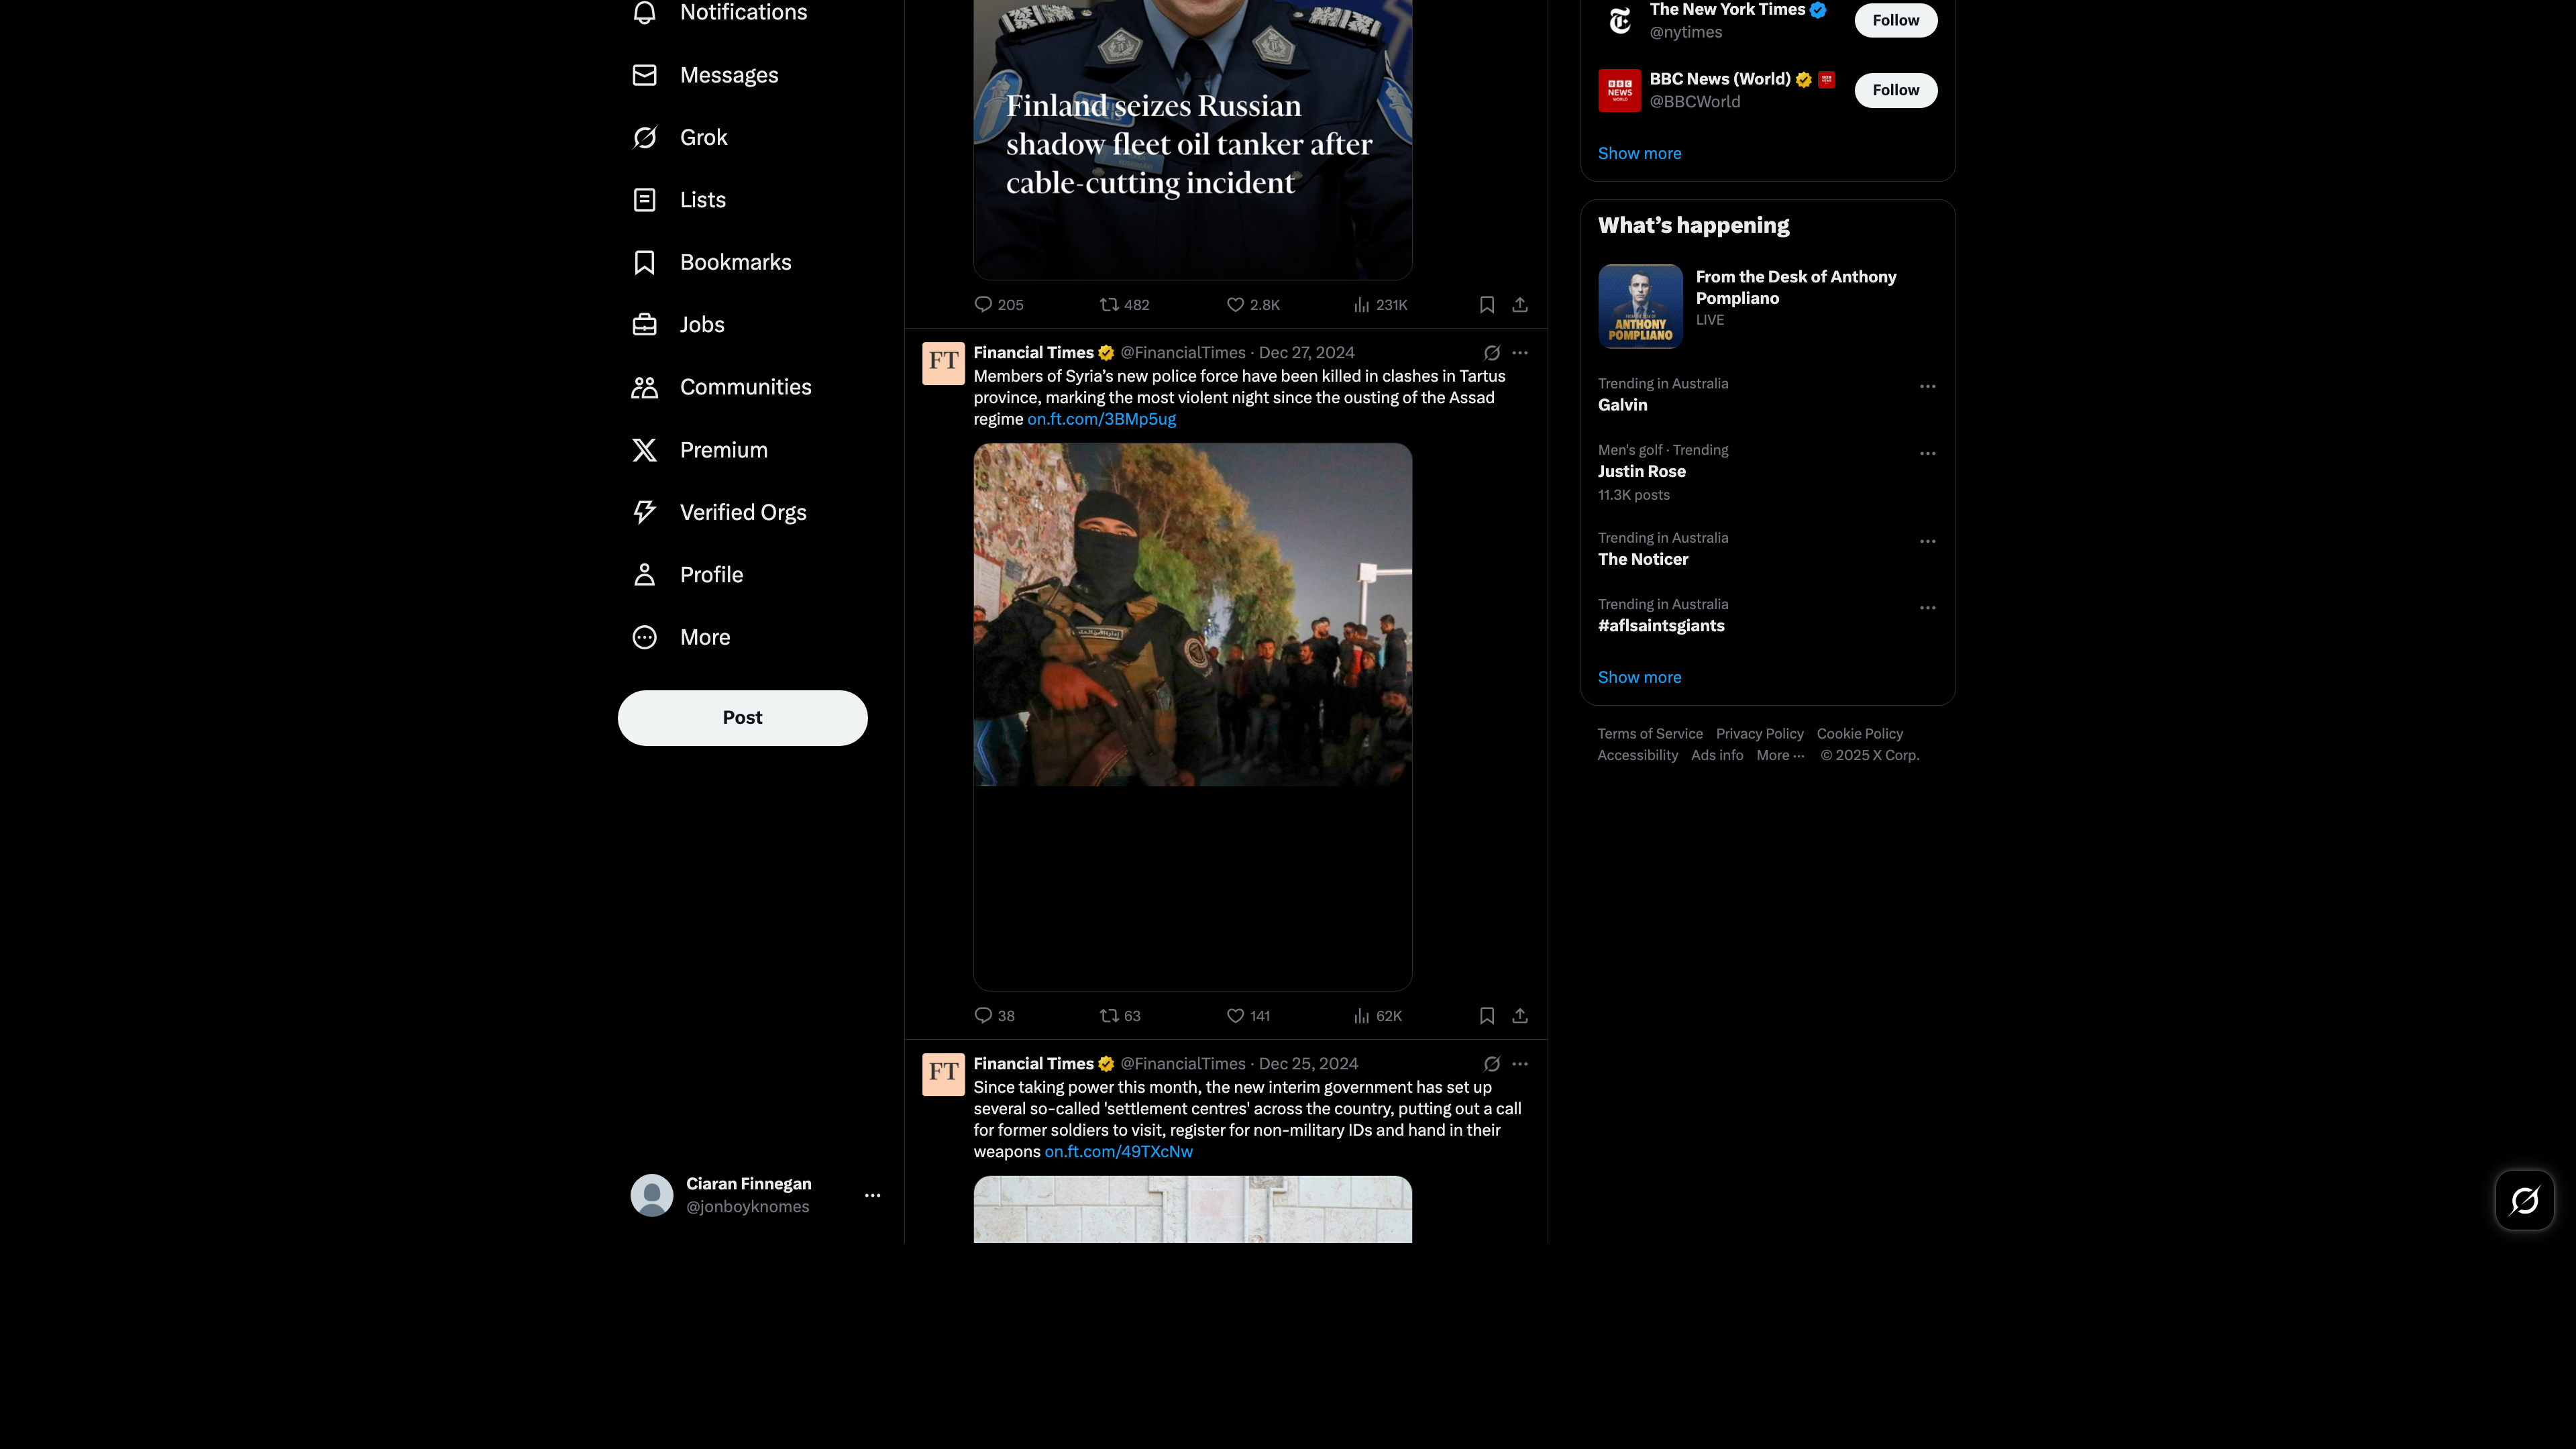 Notifications
Messages
Grok
Lists
Bookmarks
Jobs
Communities
Premium
Verified Orgs
Profile
More
Post
Ciaran Finnegan
@jonboyknomes
Finland seizes Russian
shadow fleet oil tanker after
cable-cutting incident
205 482 2.8K 231K
FT
Financial Times @FinancialTimes · Dec 27, 2024
Members of Syria’s new police force have been killed in clashes in Tartus
province, marking the most violent night since the ousting of the Assad
regime on.ft.com/3BMp5ug
38 63 141 62K
FT
Financial Times @FinancialTimes · Dec 25, 2024
Since taking power this month, the new interim government has set up
several so-called 'settlement centres' across the country, putting out a call
for former soldiers to visit, register for non-military IDs and hand in their
weapons on.ft.com/49TXcNw
The New York Times
@nytimes
Follow
BBC
NEWS
WORLD
BBC News (World)
@BBCWorld
Follow
Show more
What’s happening
ANTHONY
POMPLIANO
From the Desk of Anthony
Pompliano
LIVE
Trending in Australia
Galvin
Men's golf · Trending
Justin Rose
11.3K posts
Trending in Australia
The Noticer
Trending in Australia
#aflsaintsgiants
Show more
Terms of Service Privacy Policy Cookie Policy
Accessibility Ads info More ··· © 2025 X Corp.